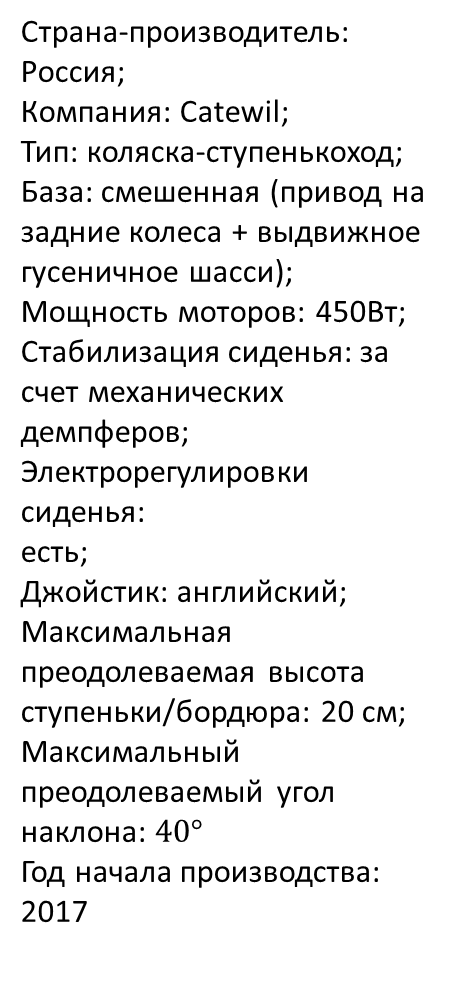 Страна-производитель:
Россия;
Компания: Catewil;
Тип: коляска-ступенькоход;
База: смешенная (привод на
задние колеса + выдвижное
гусеничное шасси);
Мощность моторов: 450Вт;
Стабилизация сиденья: за
счет механических
демпферов;
Электрорегулировки
сиденья:
есть;
Джойстик: английский;
Максимальная
преодолеваемая высота
ступеньки/бордюра: 20 см;
Максимальный
преодолеваемый угол
наклона: 40°
Год начала производства:
2017